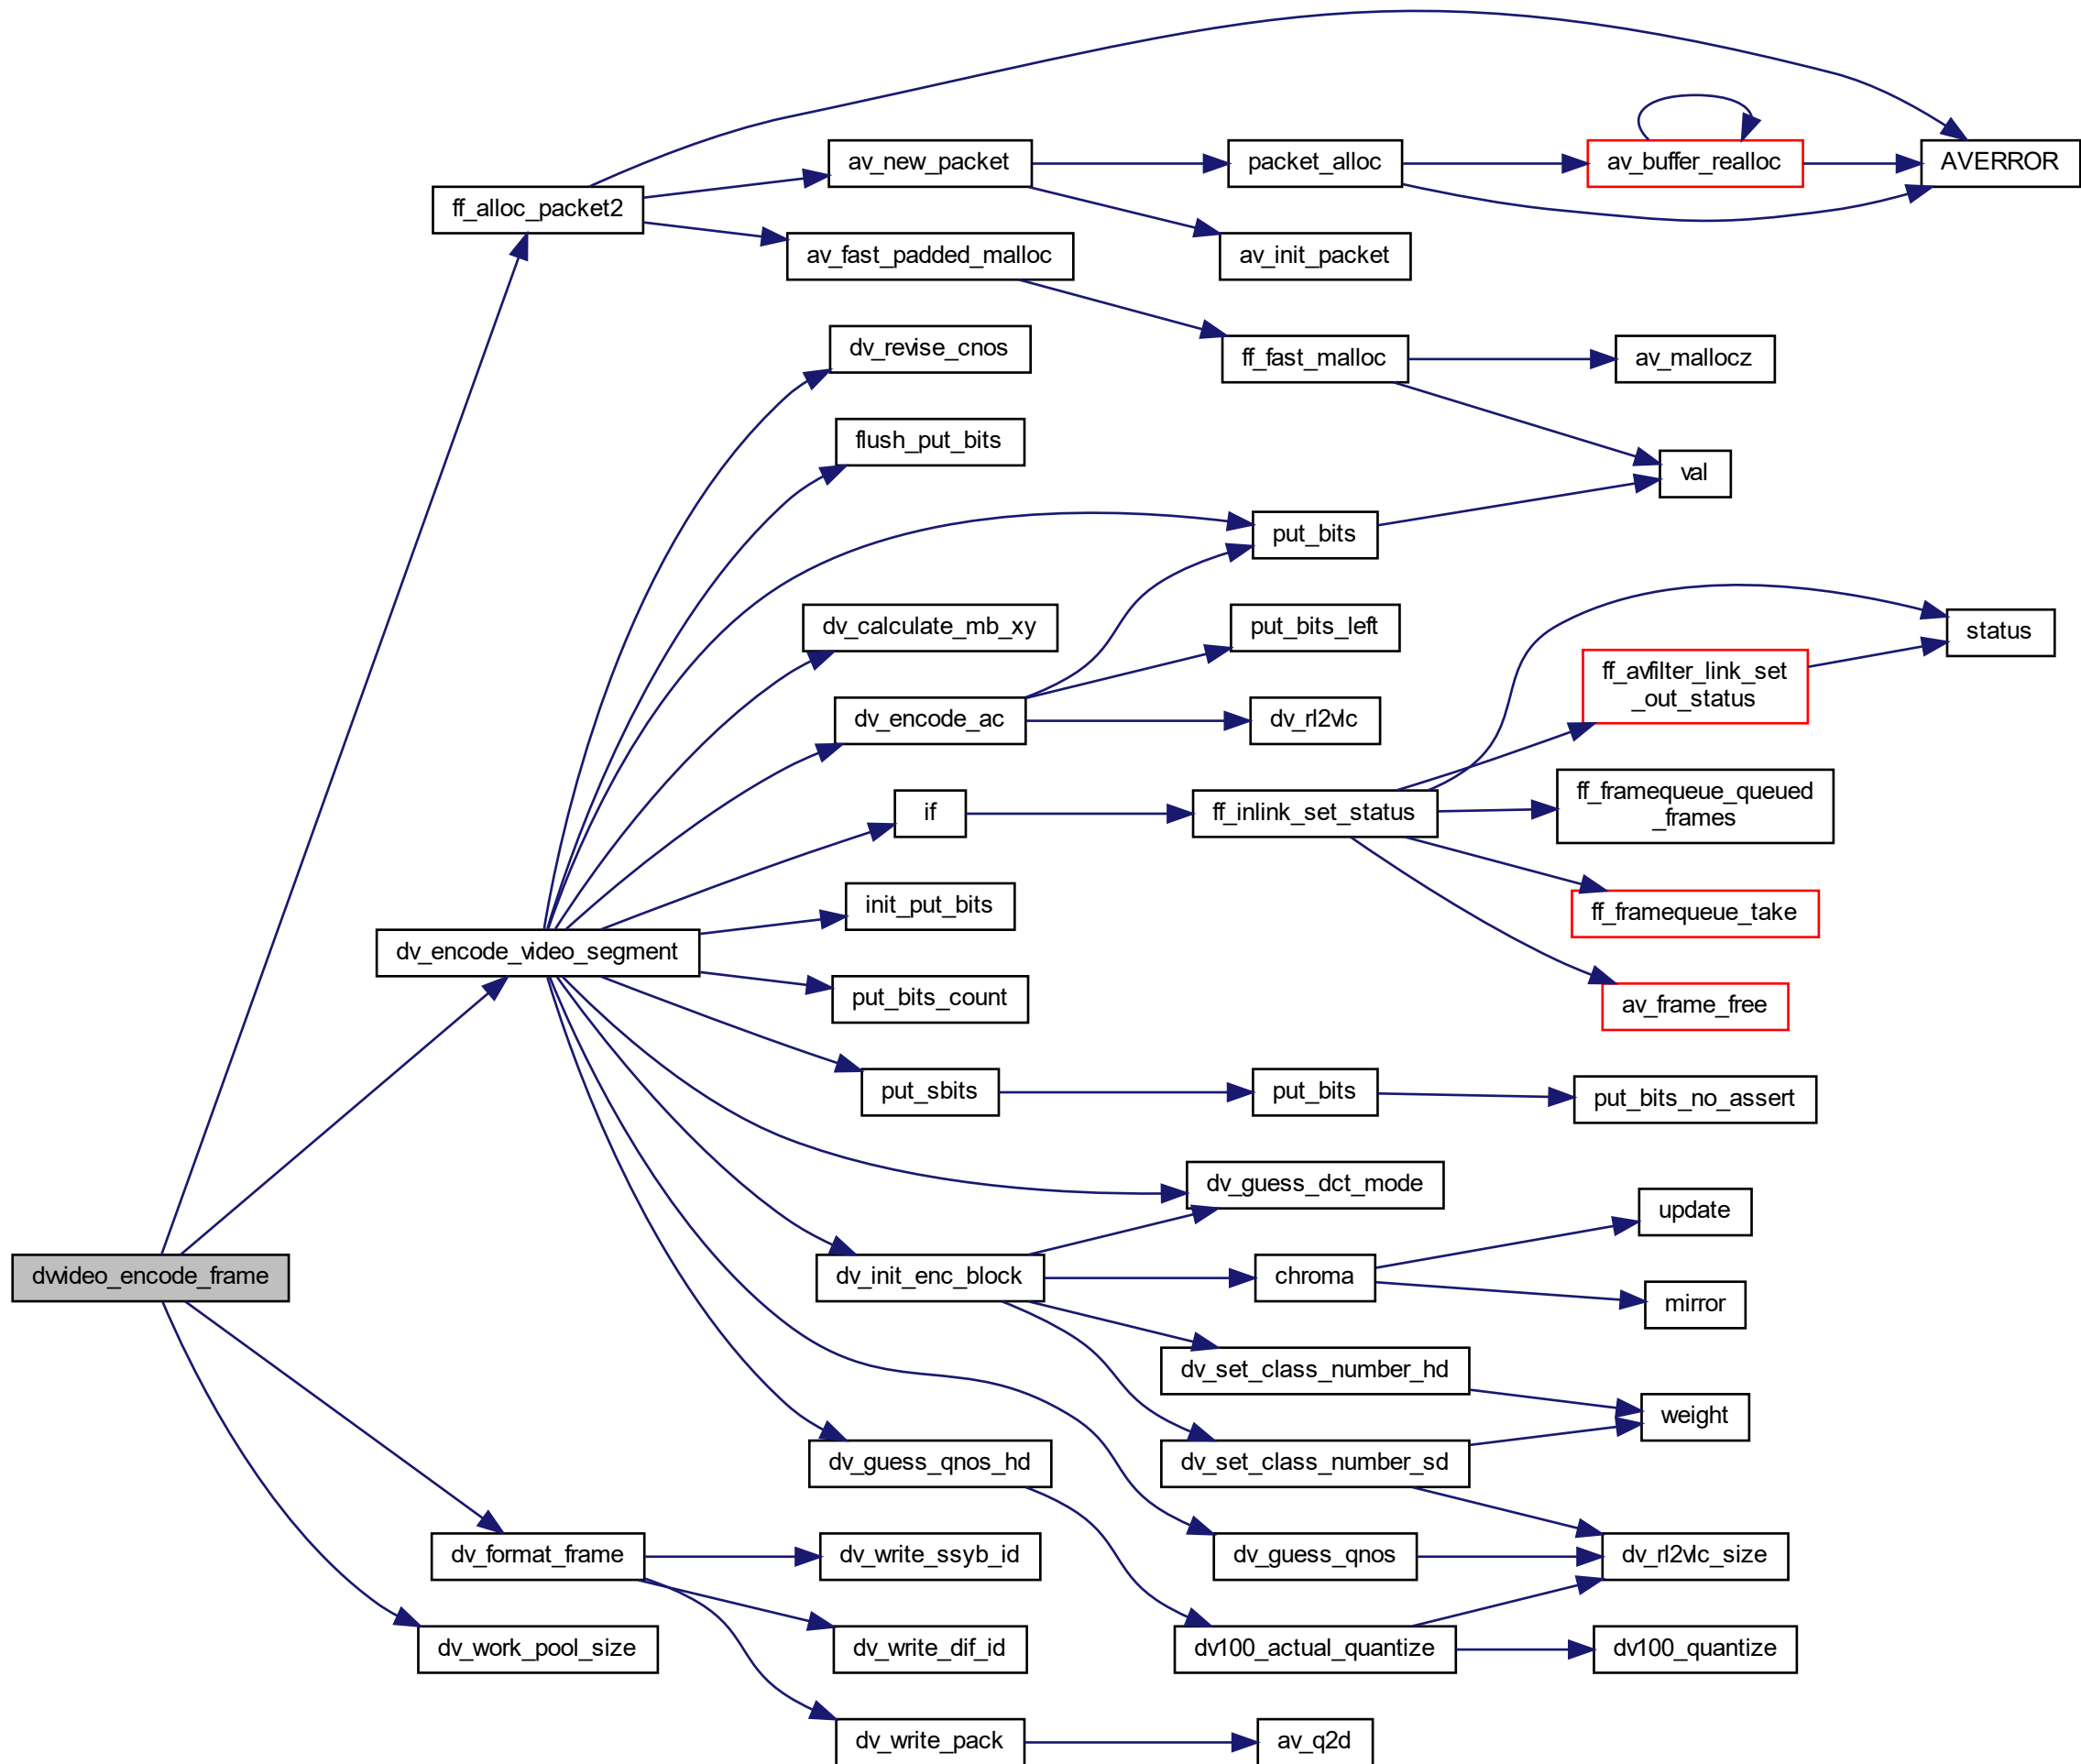 av_new_packet
packet_alloc
av_buffer_realloc
AVERROR
ff_alloc_packet2
av_fast_padded_malloc
av_init_packet
dv_revise_cnos
ff_fast_malloc
av_mallocz
flush_put_bits
val
put_bits
dv_calculate_mb_xy
put_bits_left
status
ff_avfilter_link_set
_out_status
dv_encode_ac
dv_rl2vlc
if
ff_inlink_set_status
ff_framequeue_queued
_frames
init_put_bits
ff_framequeue_take
dv_encode_video_segment
put_bits_count
av_frame_free
put_sbits
put_bits
put_bits_no_assert
dv_guess_dct_mode
update
dvvideo_encode_frame
dv_init_enc_block
chroma
mirror
dv_set_class_number_hd
weight
dv_guess_qnos_hd
dv_set_class_number_sd
dv_format_frame
dv_write_ssyb_id
dv_guess_qnos
dv_rl2vlc_size
dv_work_pool_size
dv_write_dif_id
dv100_actual_quantize
dv100_quantize
dv_write_pack
av_q2d